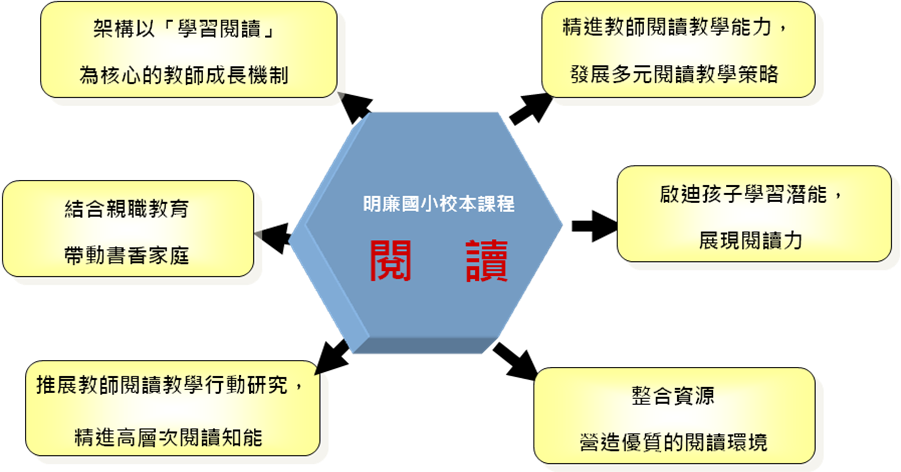 架構以「學習閱讀」
為核心的教師成長機制
精進教師閱讀教學能力，
發展多元閱讀教學策略
結合親職教育
帶動書香家庭
明廉國小校本課程
閱 讀
啟迪孩子學習潛能，
展現閱讀力
推展教師閱讀教學行動研究，
精進高層次閱讀知能
整合資源
營造優質的閱讀環境